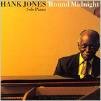 HANK JONES 'Round Midnight
Solo Piano